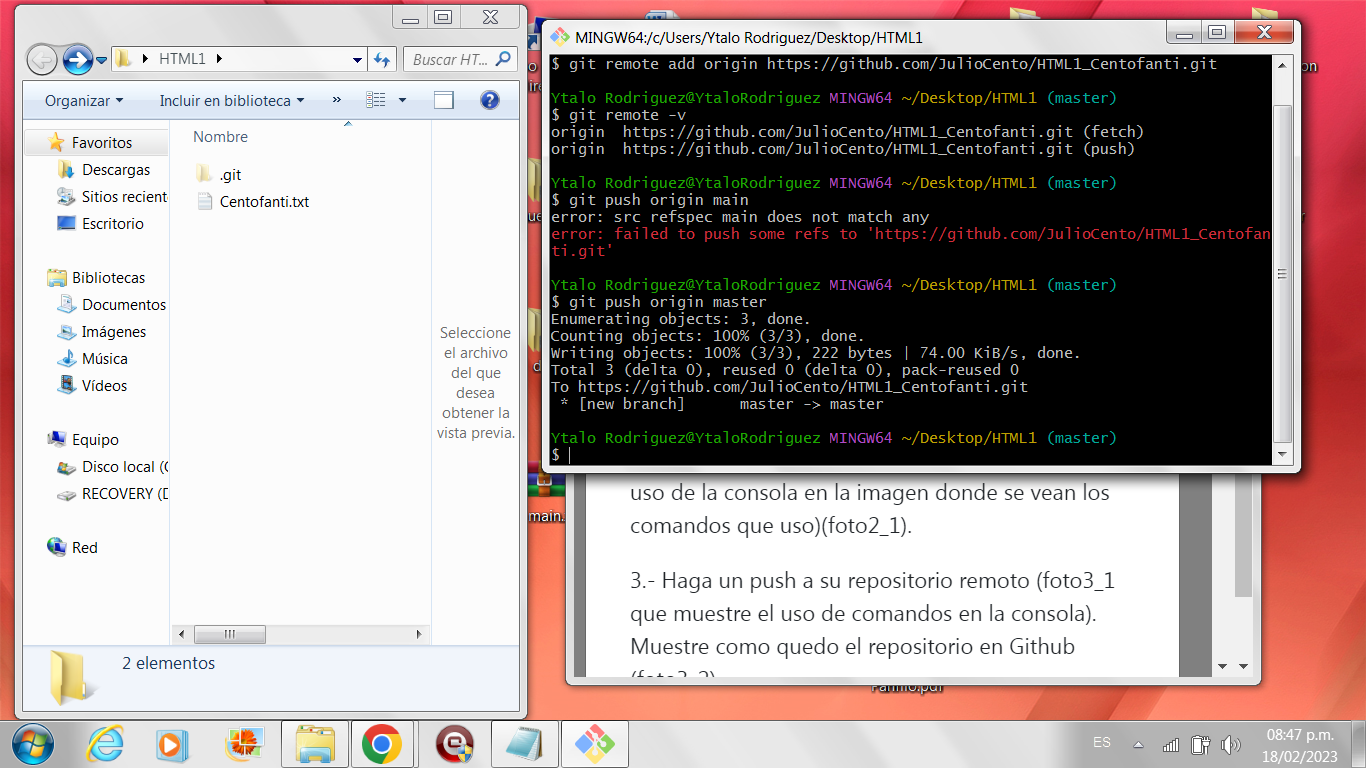 HTML1
Buscar HT...
Organizar
Incluir en biblioteca
»
Favoritos
Descargas
Sitios recient
Escritorio
Bibliotecas
Documentos
Imágenes
Música
Vídeos
Equipo
Disco local (C
RECOVERY (D
Red
Nombre
.git
Centofanti.txt
Seleccione
el archivo
del que
desea
obtener la
vista previa.
2 elementos
MINGW64:/c/Users/Ytalo Rodriguez/Desktop/HTML1
$ git remote add origin https://github.com/JulioCento/HTML1_Centofanti.git
Ytalo Rodriguez@YtaloRodriguez MINGW64 ~/Desktop/HTML1 (master)
$ git remote -v
origin  https://github.com/JulioCento/HTML1_Centofanti.git (fetch)
origin  https://github.com/JulioCento/HTML1_Centofanti.git (push)
Ytalo Rodriguez@YtaloRodriguez MINGW64 ~/Desktop/HTML1 (master)
$ git push origin main
error: src refspec main does not match any
error: failed to push some refs to 'https://github.com/JulioCento/HTML1_Centofan
ti.git'
Ytalo Rodriguez@YtaloRodriguez MINGW64 ~/Desktop/HTML1 (master)
$ git push origin master
Enumerating objects: 3, done.
Counting objects: 100% (3/3), done.
Writing objects: 100% (3/3), 222 bytes | 74.00 KiB/s, done.
Total 3 (delta 0), reused 0 (delta 0), pack-reused 0
To https://github.com/JulioCento/HTML1_Centofanti.git
 * [new branch]      master -> master
Ytalo Rodriguez@YtaloRodriguez MINGW64 ~/Desktop/HTML1 (master)
$
main.
uso de la consola en la imagen donde se vean los
comandos que uso)(foto2_1).
3.- Haga un push a su repositorio remoto (foto3_1
que muestre el uso de comandos en la consola).
Muestre como quedo el repositorio en Github
(foto3_2)
ES
08:47 p.m.
18/02/2023